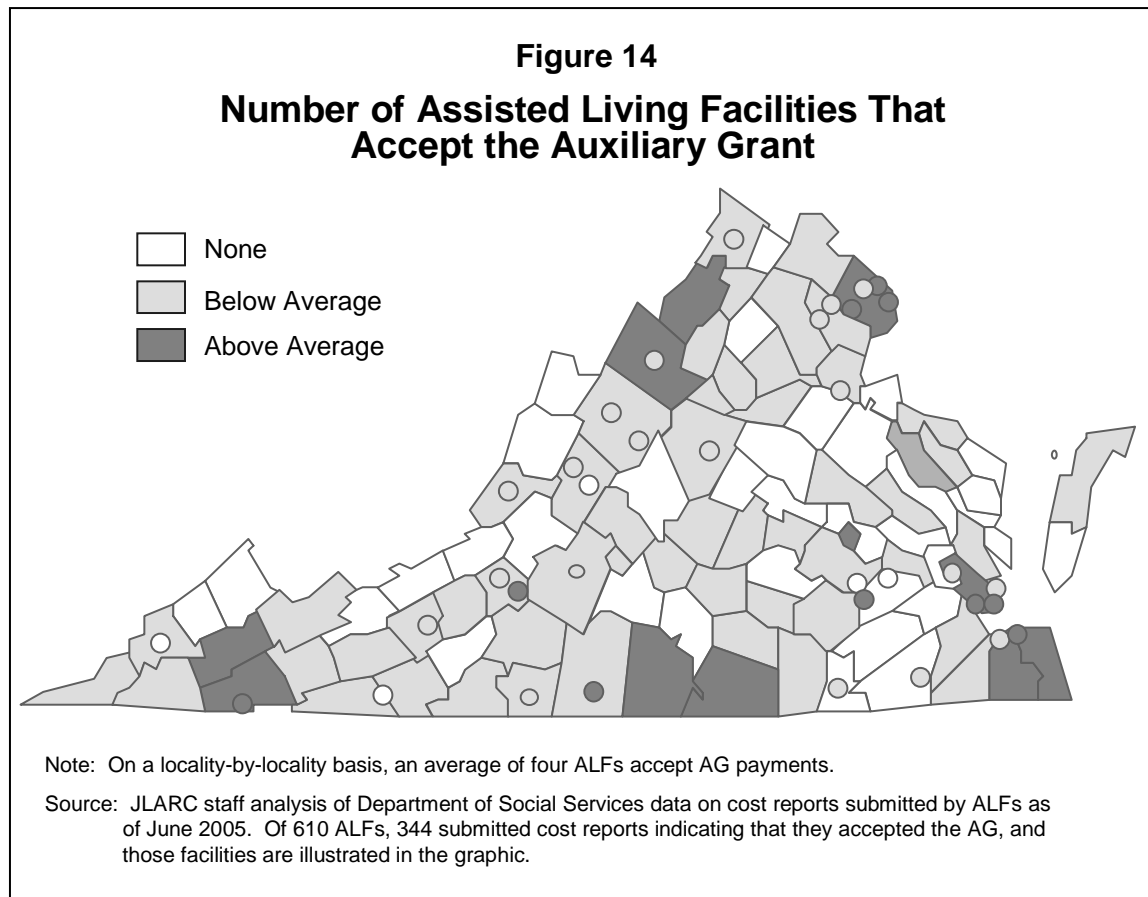 Figure 14
Number of Assisted Living Facilities That
Accept the Auxiliary Grant
None
Below Average
Above Average
Note: On a locality-by-locality basis, an average of four ALFs accept AG payments.
Source: JLARC staff analysis of Department of Social Services data on cost reports submitted by ALFs as
of June 2005. Of 610 ALFs, 344 submitted cost reports indicating that they accepted the AG, and
those facilities are illustrated in the graphic.